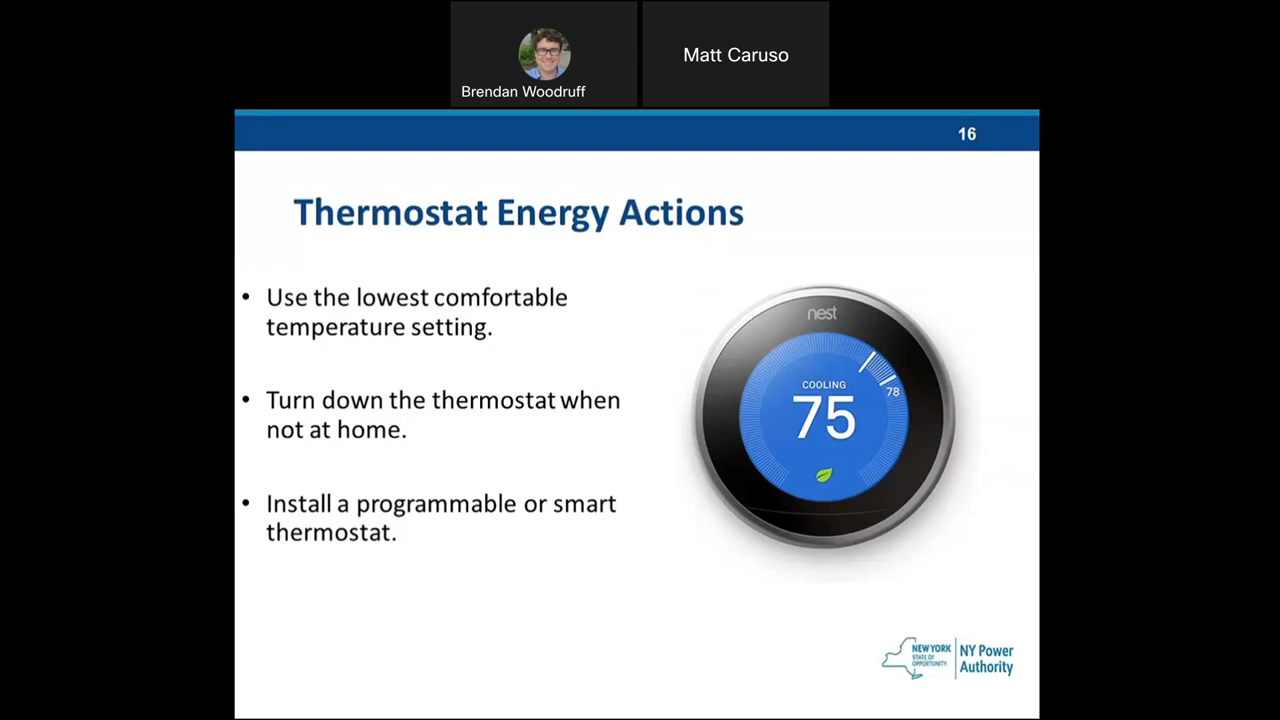 Brendan Woodruff
Matt Caruso
16
Thermostat Energy Actions
• Use the lowest comfortable
temperature setting.
• Turn down the thermostat when
not at home.
• Install a programmable or smart
thermostat.
nest
78
COOLING
75
NEW YORK
STATE OF
OPPORTUNITY.
NY Power
Authority